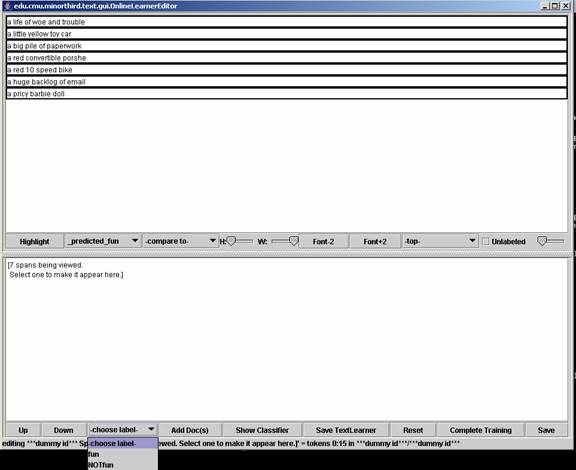 edu.cmu.minorthird.text.gui.OnlineLearnerEditor
a life of woe and trouble
a little yellow toy car
a big pile of paperwork
a red convertible porshe
a red 10 speed bike
a huge backlog of email
a pricy barbie doll
Highlight _predicted_fun -compare to- H: W: Font-2 Font+2 -top- Unlabeled
[7 spans being viewed.
Select one to make it appear here.]
Up Down -choose label- Add Doc(s) Show Classifier Save TextLearner Reset Complete Training Save
editing '''dummy id''' Sp -choose label- ewed. Select one to make it appear here.]' = tokens 0:15 in '''dummy id'''/'''dummy id'''
fun
NOTfun